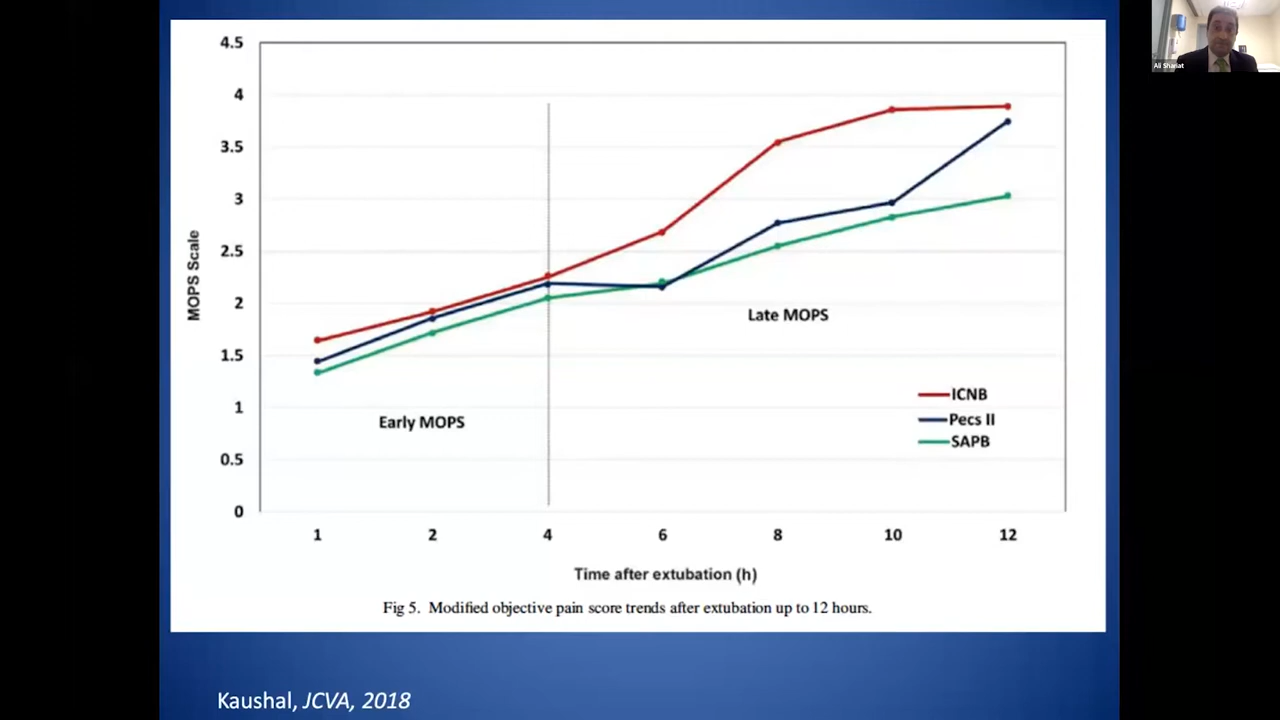 Ali Shariat
4.5
4
3.5
3
2.5
2
1.5
1
0.5
0
MOPS Scale
Early MOPS
Late MOPS
ICNB
Pecs II
SAPB
1 2 4 6 8 10 12
Time after extubation (h)
Fig 5. Modified objective pain score trends after extubation up to 12 hours.
Kaushal, JCVA, 2018